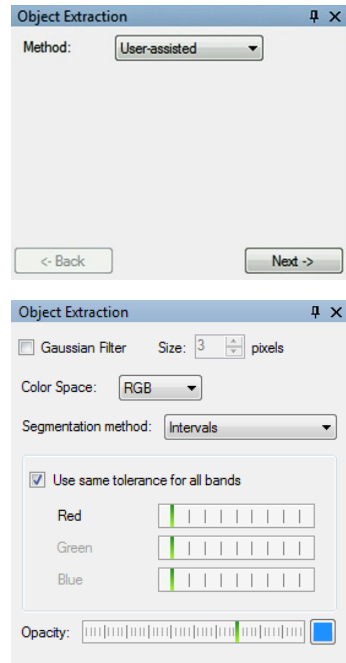 Object Extraction
Method: User-assisted
<- Back Next ->
Object Extraction
Gaussian Filter Size: 3 pixels
Color Space: RGB
Segmentation method: Intervals
Use same tolerance for all bands
Red
Green
Blue
Opacity: